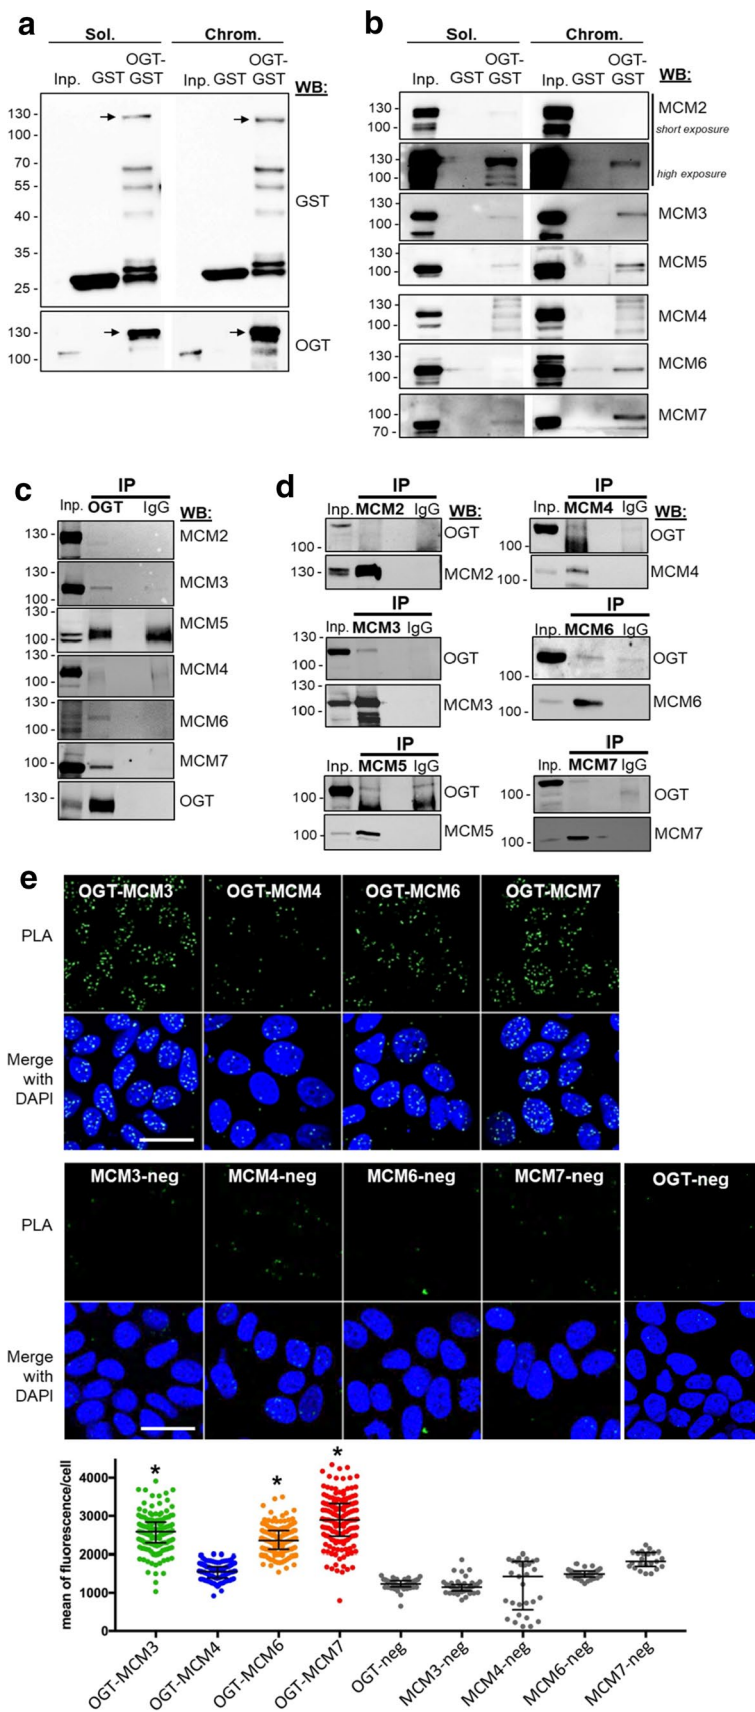 a
Sol. Chrom.
OGT- OGT-
Inp. GST GST Inp. GST GST WB:
130 -
100 -
70 -
55 -
40 -
35 -
25 -
GST
130 -
100 -
OGT
b
Sol. Chrom.
OGT- OGT-
Inp. GST GST Inp. GST GST WB:
130 -
100 -
MCM2
short exposure
130 -
100 -
high exposure
130 -
100 -
MCM3
130 -
100 -
MCM5
130 -
100 -
MCM4
130 -
100 -
MCM6
100 -
70 -
MCM7
c
IP
Inp. OGT IgG WB:
130 -
MCM2
130 -
100 -
MCM3
130 -
100 -
MCM5
130 -
100 -
MCM4
130 -
100 -
MCM6
100 -
MCM7
130 -
OGT
d
IP
Inp. MCM2 IgG WB:
100 -
OGT
130 -
MCM2
IP
Inp. MCM4 IgG WB:
100 -
OGT
100 -
MCM4
IP
Inp. MCM3 IgG
130 -
100 -
OGT
130 -
100 -
MCM3
IP
Inp. MCM6 IgG
100 -
OGT
100 -
MCM6
IP
Inp. MCM5 IgG
100 -
OGT
100 -
MCM5
IP
Inp. MCM7 IgG
100 -
OGT
100 -
MCM7
e
OGT-MCM3 OGT-MCM4 OGT-MCM6 OGT-MCM7
PLA
Merge
with
DAPI
MCM3-neg MCM4-neg MCM6-neg MCM7-neg OGT-neg
PLA
Merge
with
DAPI
mean of fluorescence/cell
4000
3000
2000
1000
0
* * *
OGT-MCM3 OGT-MCM4 OGT-MCM6 OGT-MCM7 OGT-neg MCM3-neg MCM4-neg MCM6-neg MCM7-neg